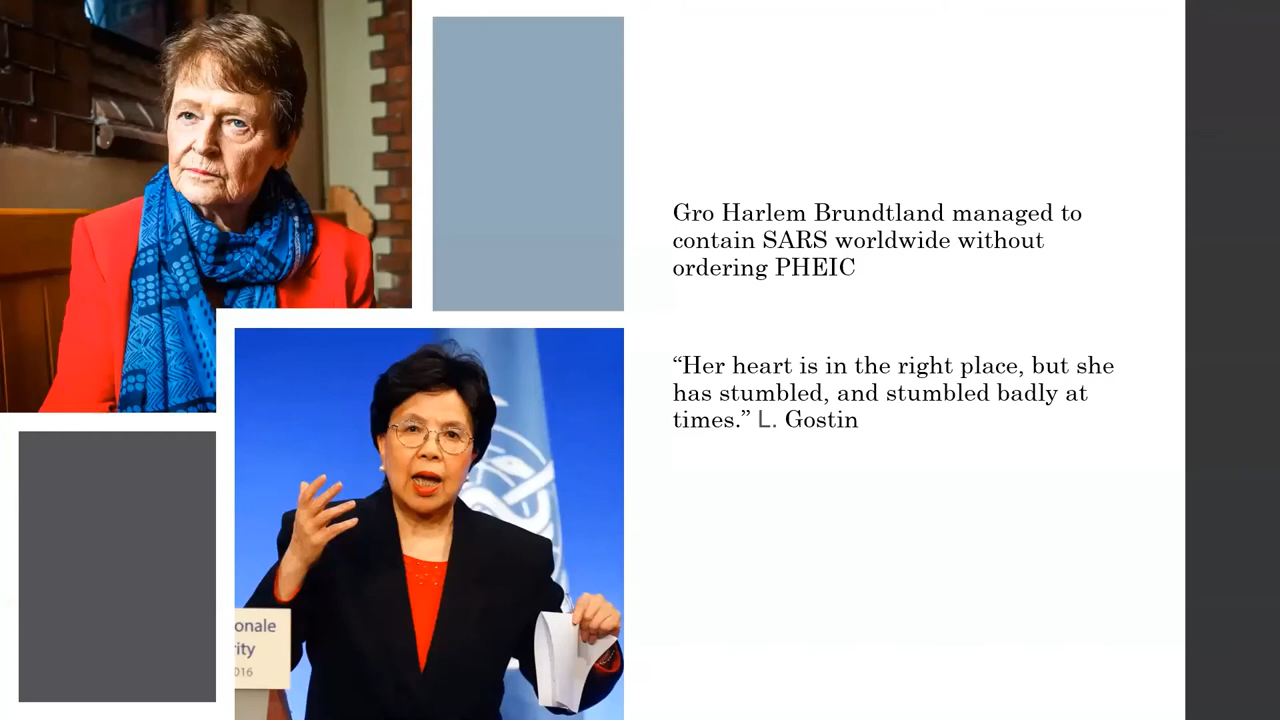 Gro Harlem Brundtland managed to
contain SARS worldwide without
ordering PHEIC
“Her heart is in the right place, but she
has stumbled, and stumbled badly at
times.” L. Gostin
onale
rity
016